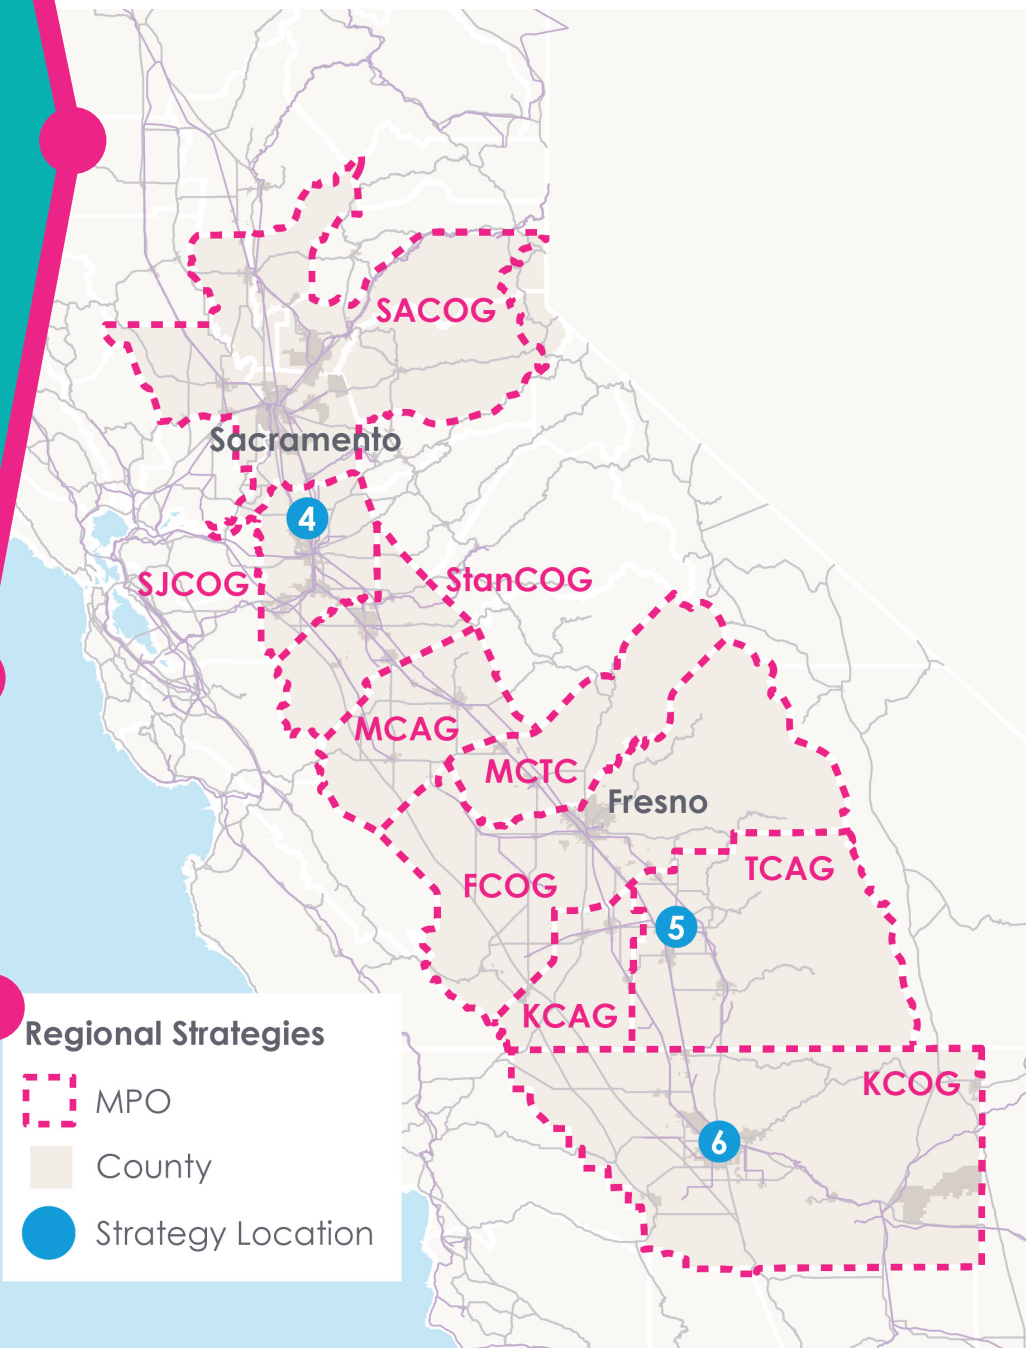 SACOG
Sacramento
4
SJCOG
StanCOG
MCAG
MCTC
Fresno
TCAG
FCOG
5
KCAG
KCOG
6
Regional Strategies
MPO
County
Strategy Location